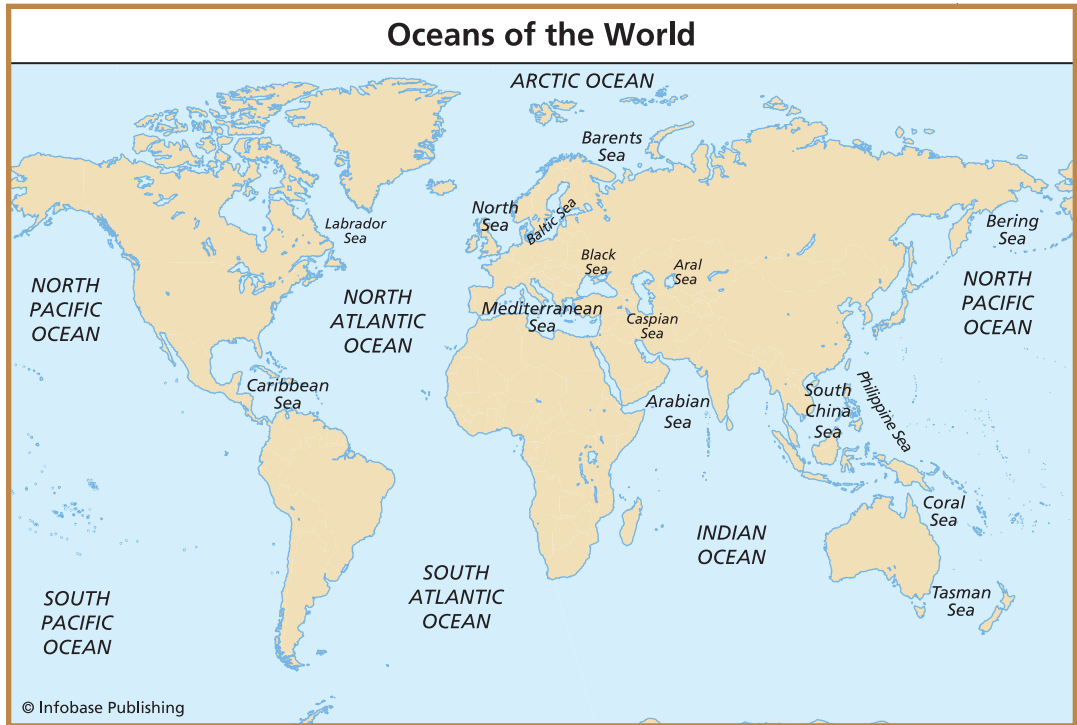 Oceans of the World
ARCTIC OCEAN
Barents
Sea
North
Sea
Baltic Sea
Labrador
Sea
Bering
Sea
Black
Sea
Aral
Sea
NORTH
PACIFIC
OCEAN
NORTH
ATLANTIC
OCEAN
Mediterranean
Sea
Caspian
Sea
NORTH
PACIFIC
OCEAN
Caribbean
Sea
Arabian
Sea
South
China
Sea
Philippine Sea
Coral
Sea
INDIAN
OCEAN
SOUTH
ATLANTIC
OCEAN
Tasman
Sea
SOUTH
PACIFIC
OCEAN
© Infobase Publishing